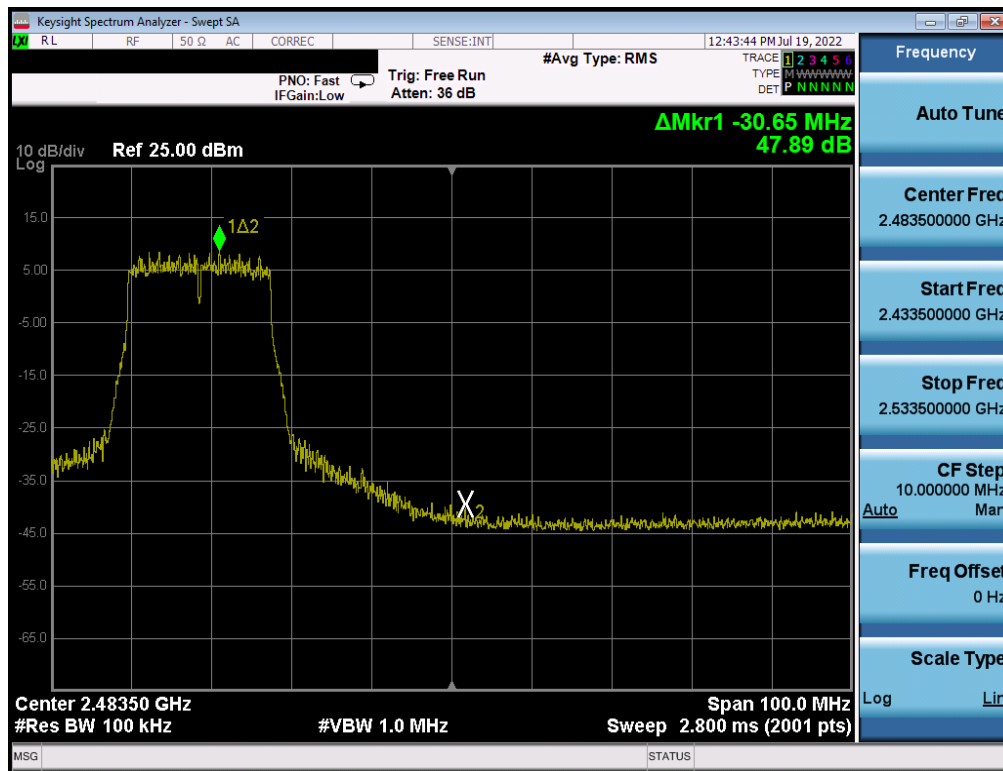 Keysight Spectrum Analyzer - Swept SA
LXI RL RF 50 Ω AC CORREC SENSE:INT 12:43:44 PM Jul 19, 2022
#Avg Type: RMS
TRACE 1 2 3 4 5 6
PNO: Fast Trig: Free Run
TYPE M WWWWW
IFGain:Low Atten: 36 dB
DET P N N N N N
ΔMkr1 -30.65 MHz
47.89 dB
10 dB/div Ref 25.00 dBm
Log
15.0
1Δ2
5.00
-5.00
-15.0
-25.0
-35.0
X2
-45.0
-55.0
-65.0
Center 2.48350 GHz Span 100.0 MHz
#Res BW 100 kHz #VBW 1.0 MHz Sweep 2.800 ms (2001 pts)
MSG STATUS
Frequency
Auto Tune
Center Freq
2.483500000 GHz
Start Freq
2.433500000 GHz
Stop Freq
2.533500000 GHz
CF Step
10.000000 MHz
Auto Man
Freq Offset
0 Hz
Scale Type
Log Lin